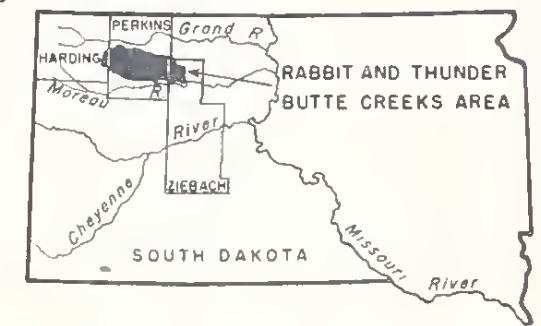 PERKINS
Grand R.
HARDING
RABBIT AND THUNDER
BUTTE CREEKS AREA
Moreau
R.
River
ZIEBACH
Cheyenne
SOUTH DAKOTA
Missouri
River